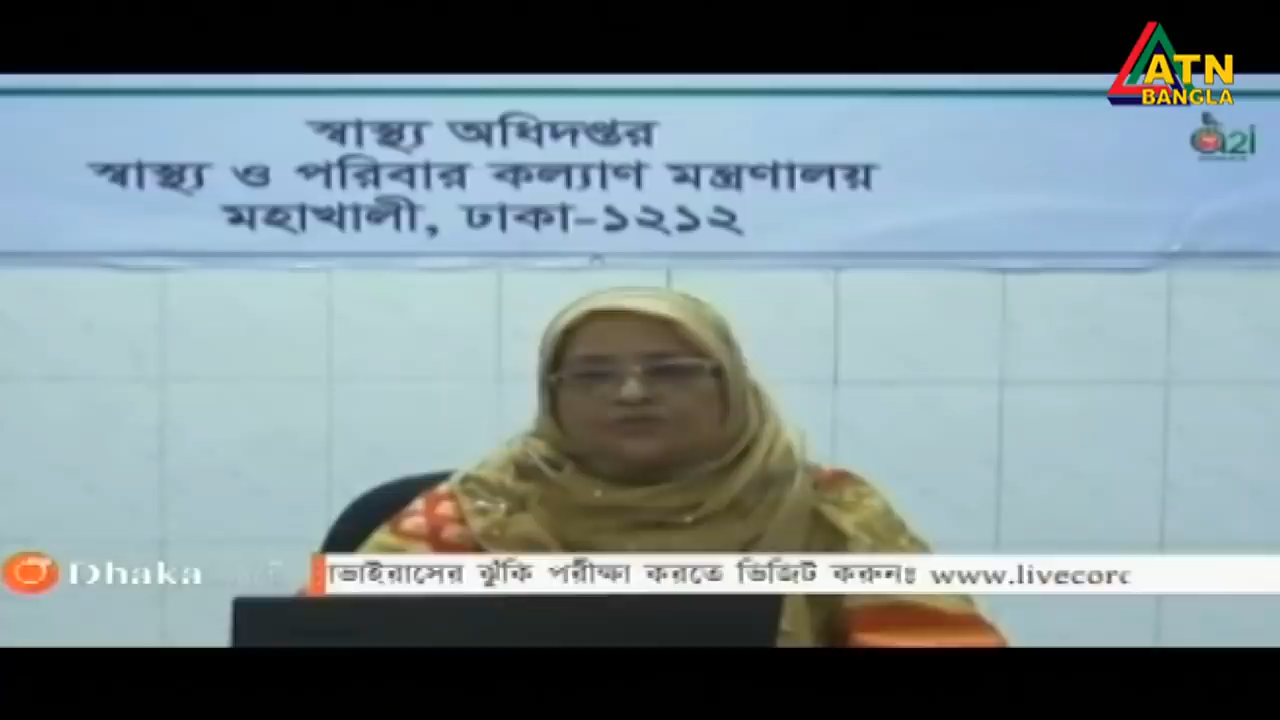 ATN
BANGLA
a2i
স্বাস্থ্য অধিদপ্তর
স্বাস্থ্য ও পরিবার কল্যাণ মন্ত্রণালয়
মহাখালী, ঢাকা-১২১২
Dhaka
ভাইরাসের ঝুঁকি পরীক্ষা করতে ভিজিট করুনঃ www.livecorc